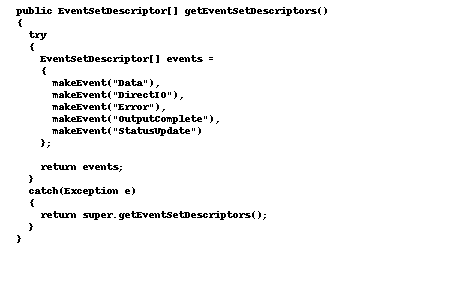 public EventSetDescriptor[] getEventSetDescriptors()
{
try
{
EventSetDescriptor[] events =
{
makeEvent("Data"),
makeEvent("DirectIO"),
makeEvent("Error"),
makeEvent("OutputComplete"),
makeEvent("StatusUpdate")
};
return events;
}
catch(Exception e)
{
return super.getEventSetDescriptors();
}
}